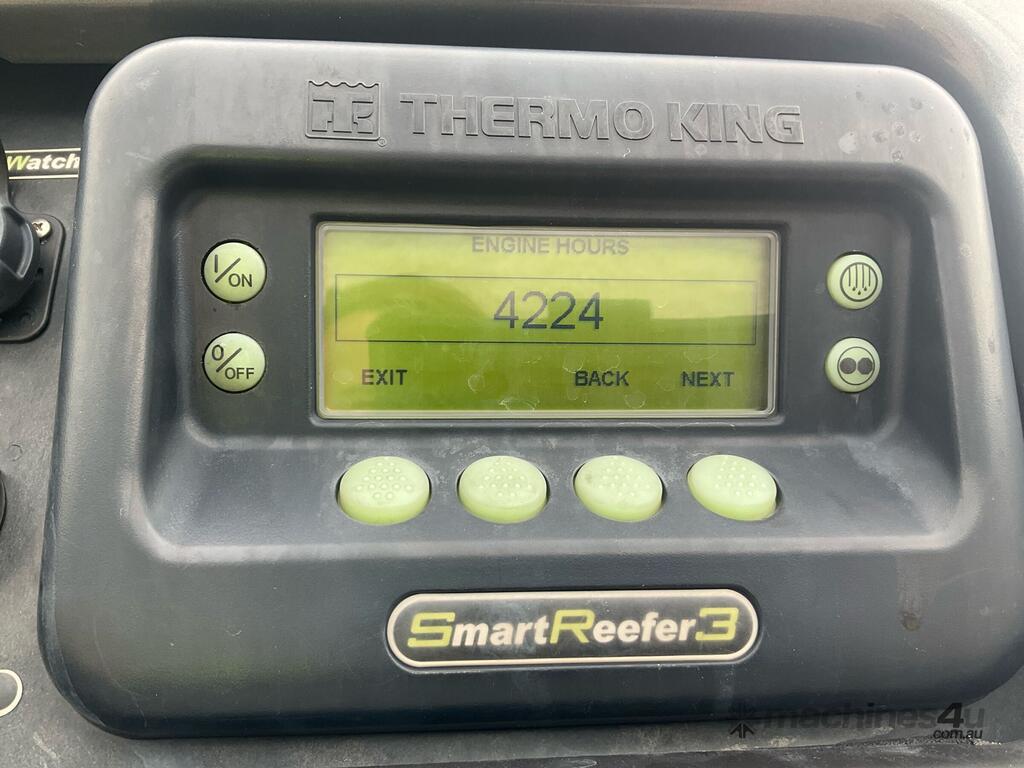 THERMO KING
Watch
ENGINE HOURS
I/ON
4224
0/OFF
EXIT BACK NEXT
SmartReefer3
machines4u
.com.au